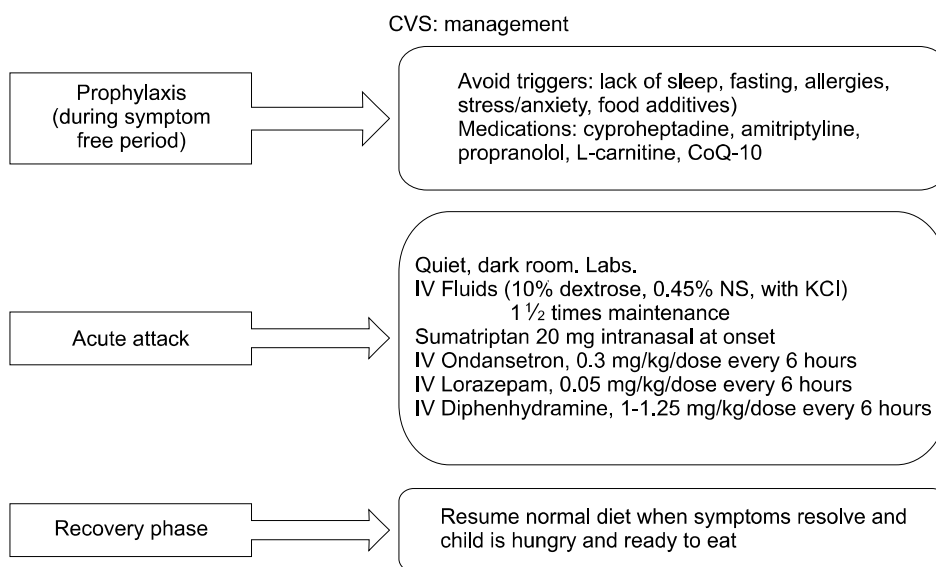 CVS: management
Prophylaxis
(during symptom
free period)
Avoid triggers: lack of sleep, fasting, allergies,
stress/anxiety, food additives)
Medications: cyproheptadine, amitriptyline,
propranolol, L-carnitine, CoQ-10
Acute attack
Quiet, dark room. Labs.
IV Fluids (10% dextrose, 0.45% NS, with KCl)
1 ½ times maintenance
Sumatriptan 20 mg intranasal at onset
IV Ondansetron, 0.3 mg/kg/dose every 6 hours
IV Lorazepam, 0.05 mg/kg/dose every 6 hours
IV Diphenhydramine, 1-1.25 mg/kg/dose every 6 hours
Recovery phase
Resume normal diet when symptoms resolve and
child is hungry and ready to eat